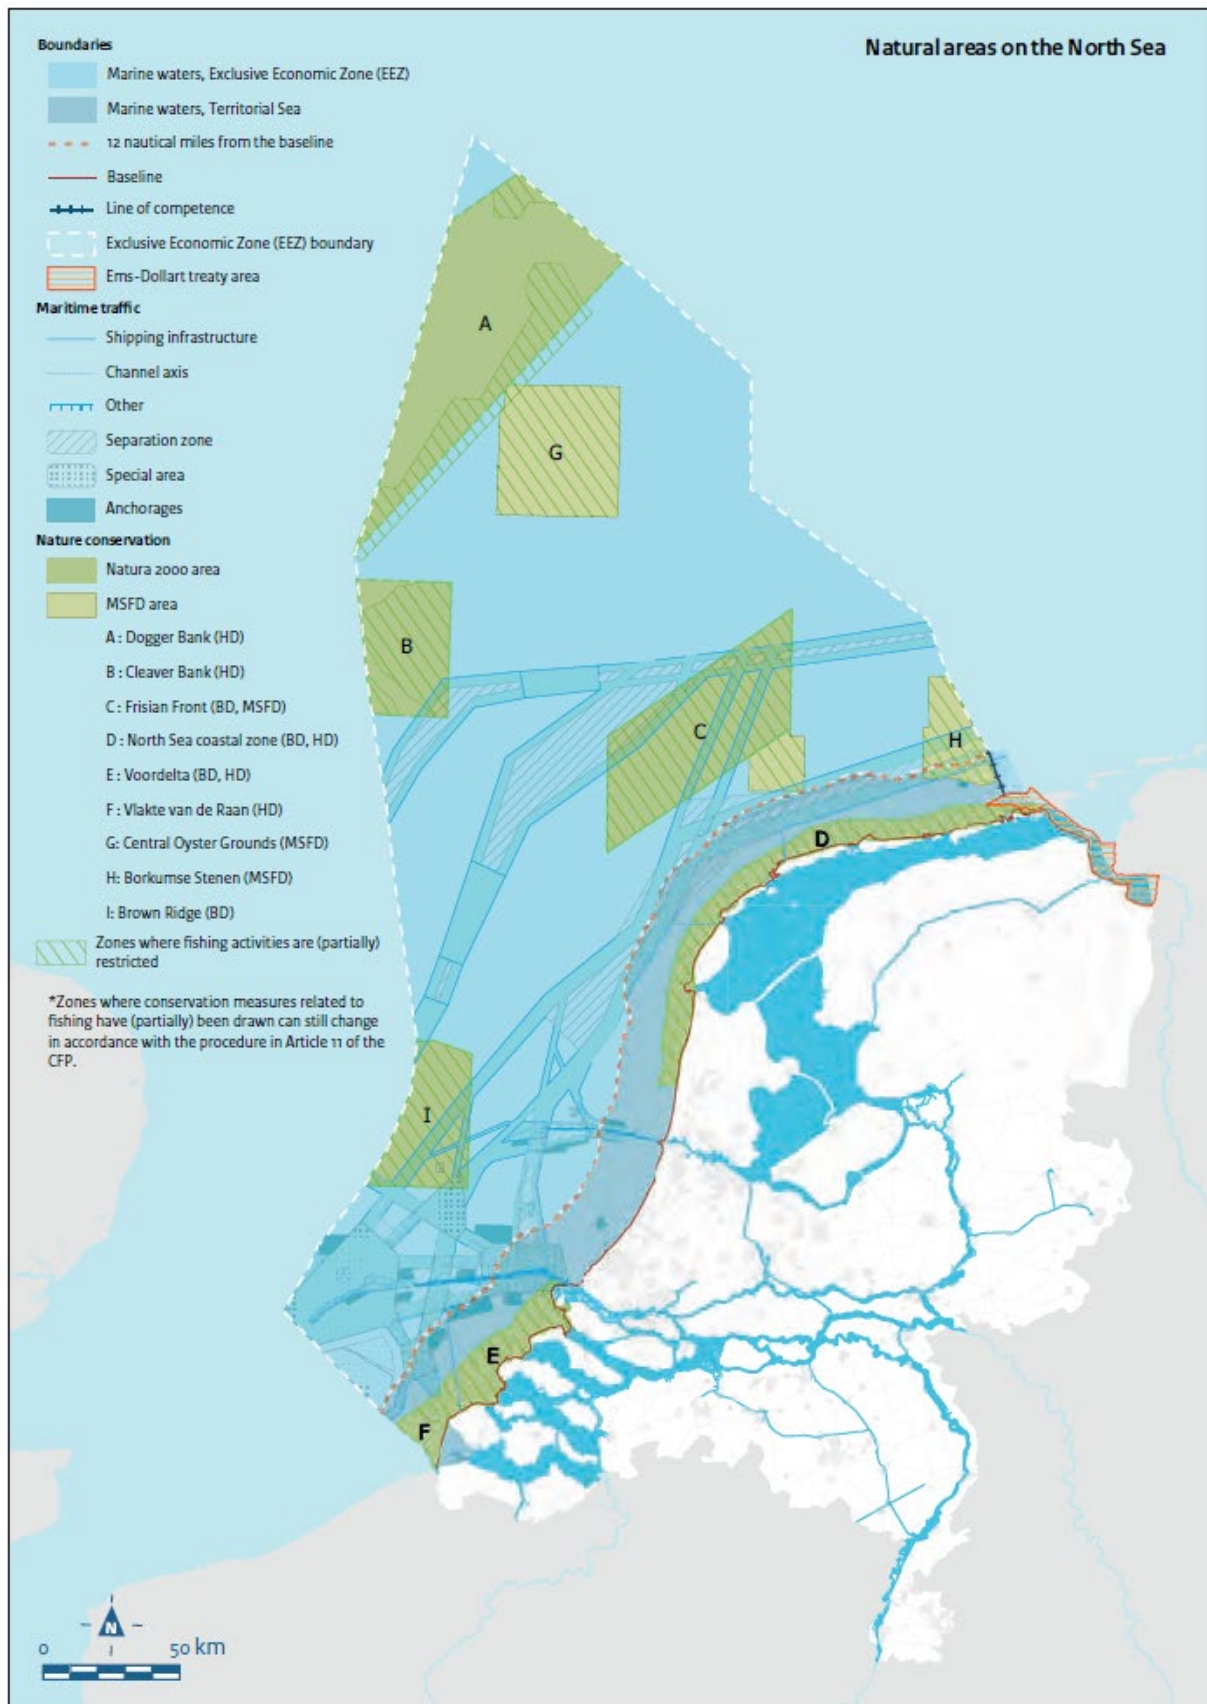 Natural areas on the North Sea
Boundaries
Marine waters, Exclusive Economic Zone (EEZ)
Marine waters, Territorial Sea
12 nautical miles from the baseline
Baseline
Line of competence
Exclusive Economic Zone (EEZ) boundary
Ems-Dollart treaty area
Maritime traffic
Shipping infrastructure
Channel axis
Other
Separation zone
Special area
Anchorages
Nature conservation
Natura 2000 area
MSFD area
A : Dogger Bank (HD)
B : Cleaver Bank (HD)
C : Frisian Front (BD, MSFD)
D : North Sea coastal zone (BD, HD)
E : Voordelta (BD, HD)
F : Vlakte van de Raan (HD)
G: Central Oyster Grounds (MSFD)
H: Borkumse Stenen (MSFD)
I: Brown Ridge (BD)
Zones where fishing activities are (partially)
restricted
*Zones where conservation measures related to
fishing have (partially) been drawn can still change
in accordance with the procedure in Article 11 of the
CFP.
A
G
B
C
H
D
I
E
F
N
0 50 km